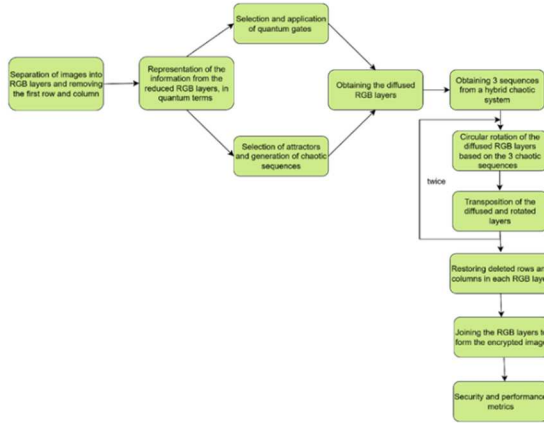 Separation of images into
RGB layers and removing
the first row and column
Representation of the
information from the
reduced RGB layers, in
quantum terms
Selection and application
of quantum gates
Selection of attractors
and generation of chaotic
sequences
Obtaining the diffused
RGB layers
Obtaining 3 sequences
from a hybrid chaotic
system
Circular rotation of the
diffused RGB layers
based on the 3 chaotic
sequences
twice
Transposition of the
diffused and rotated
layers
Restoring deleted rows
columns in each RGB
Joining the RGB layers
form the encrypted image
Security and performance
metrics